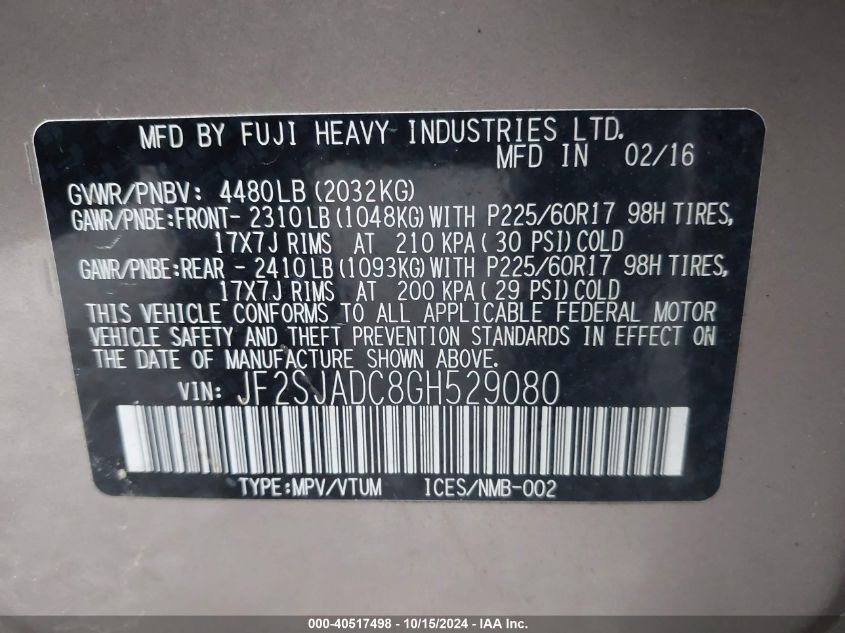 MFD BY FUJI HEAVY INDUSTRIES LTD.
MFD IN 02/16
GVWR/PNBV: 4480LB (2032KG)
GAWR/PNBE:FRONT- 2310LB (1048KG) WITH P225/60R17 98H TIRES,
17X7J RIMS AT 210 KPA ( 30 PSI) COLD
GAWR/PNBE:REAR - 2410LB (1093KG) WITH P225/60R17 98H TIRES,
17X7J RIMS AT 200 KPA ( 29 PSI) COLD
THIS VEHICLE CONFORMS TO ALL APPLICABLE FEDERAL MOTOR
VEHICLE SAFETY AND THEFT PREVENTION STANDARDS IN EFFECT ON
THE DATE OF MANUFACTURE SHOWN ABOVE.
VIN: JF2SJADC8GH529080
TYPE:MPV/VTUM ICES/NMB-002
000-40517498 - 10/15/2024 - IAA Inc.